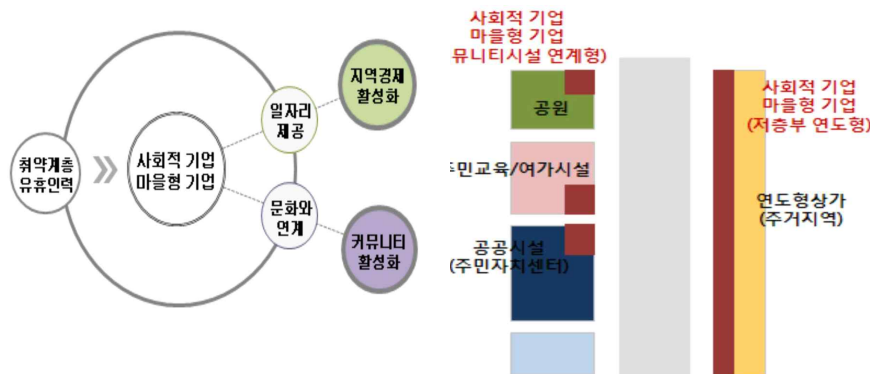 취약계층
유휴인력
사회적 기업
마을형 기업
일자리
제공
지역경제
활성화
문화와
연계
커뮤니티
활성화
사회적 기업
마을형 기업
뮤니티시설 연계형)
공원
민교육/여가시설
공공시설
(주민자치센터)
사회적 기업
마을형 기업
(저층부 연도형)
연도형상가
(주거지역)